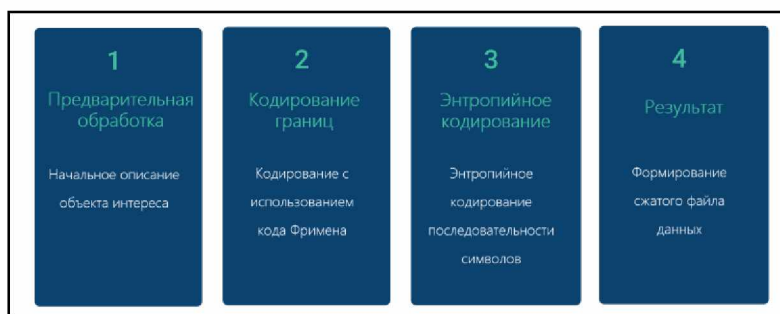 1
Предварительная
обработка
Начальное описание
объекта интереса
2
Кодирование
границ
Кодирование с
использованием
кода Фримена
3
Энтропийное
кодирование
Энтропийное
кодирование
последовательности
символов
4
Результат
Формирование
сжатого файла
данных